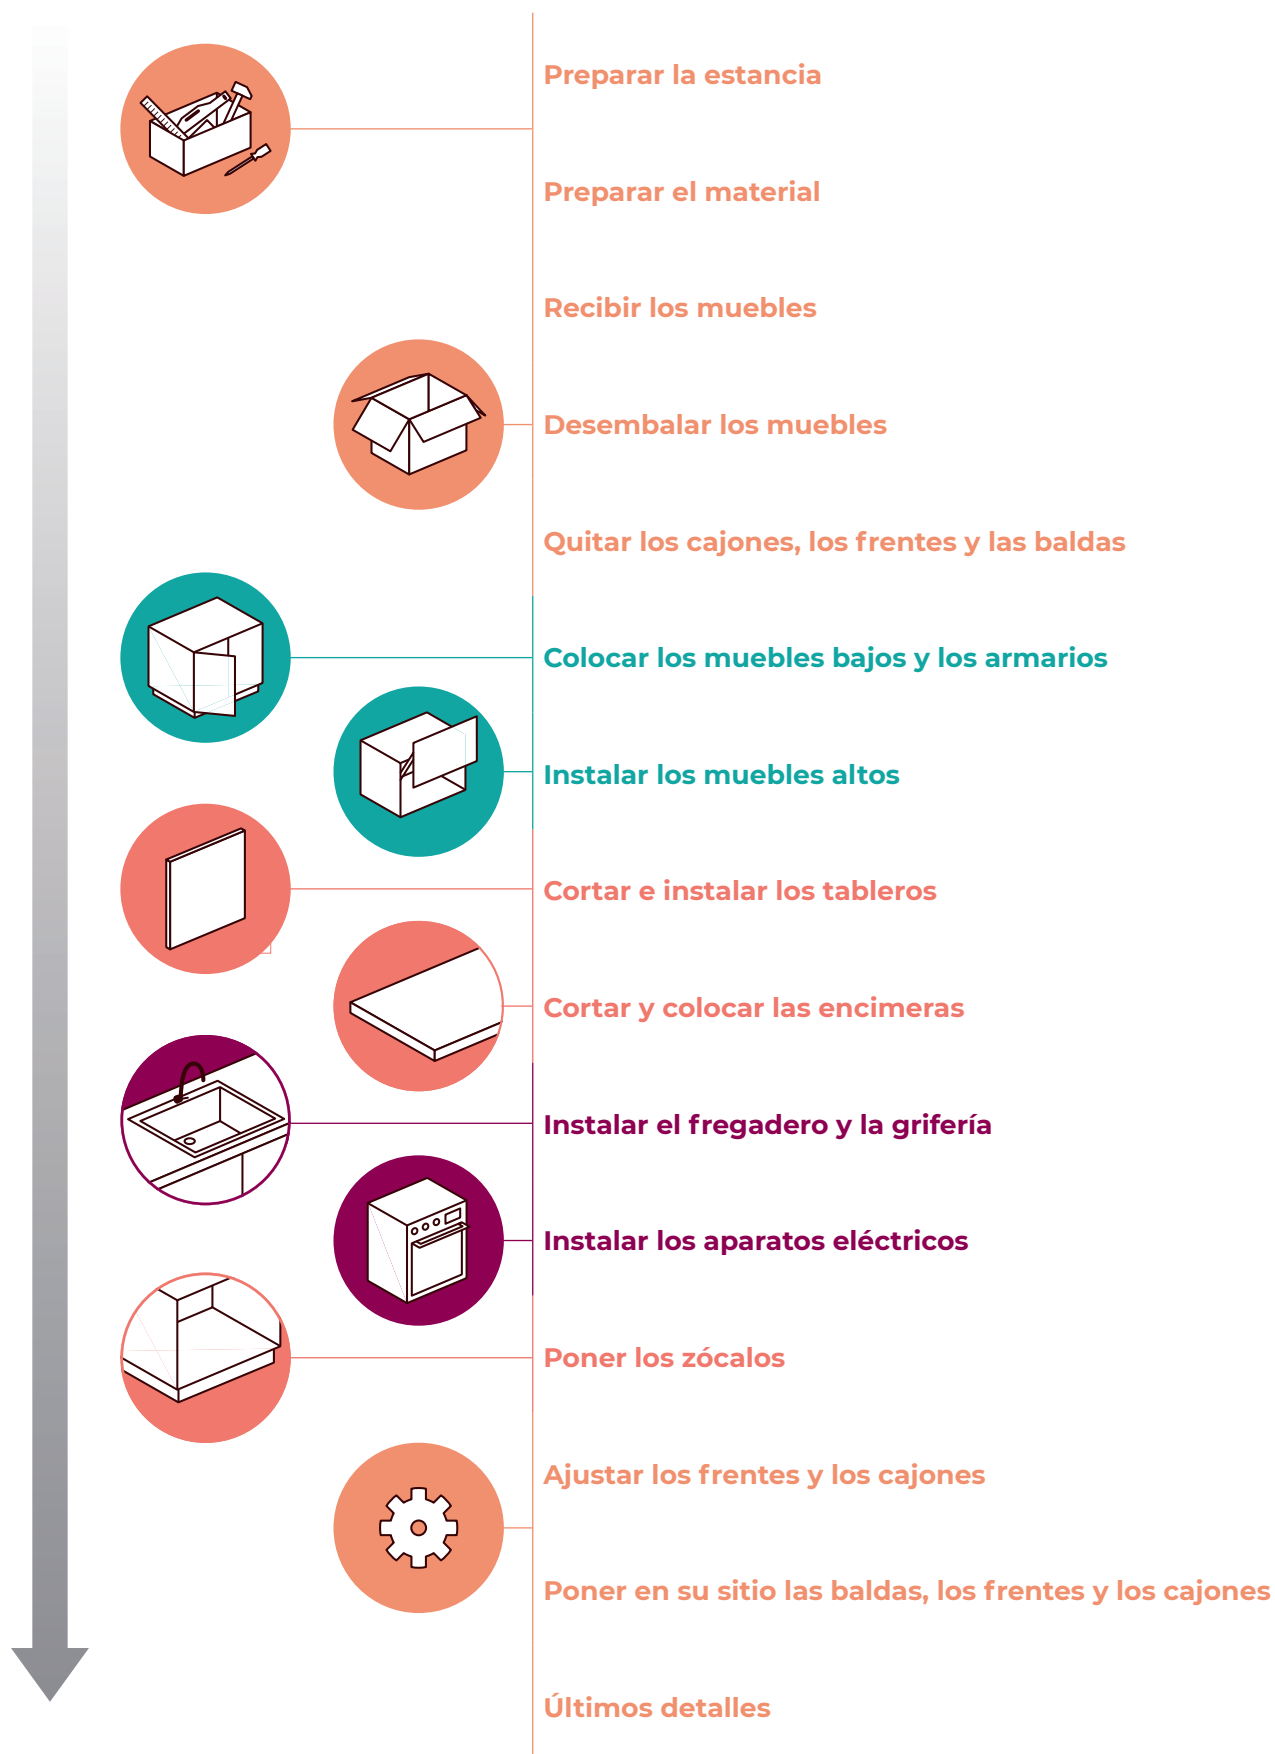 Preparar la estancia
Preparar el material
Recibir los muebles
Desembalar los muebles
Quitar los cajones, los frentes y las baldas
Colocar los muebles bajos y los armarios
Instalar los muebles altos
Cortar e instalar los tableros
Cortar y colocar las encimeras
Instalar el fregadero y la grifería
Instalar los aparatos eléctricos
Poner los zócalos
Ajustar los frentes y los cajones
Poner en su sitio las baldas, los frentes y los cajones
Últimos detalles